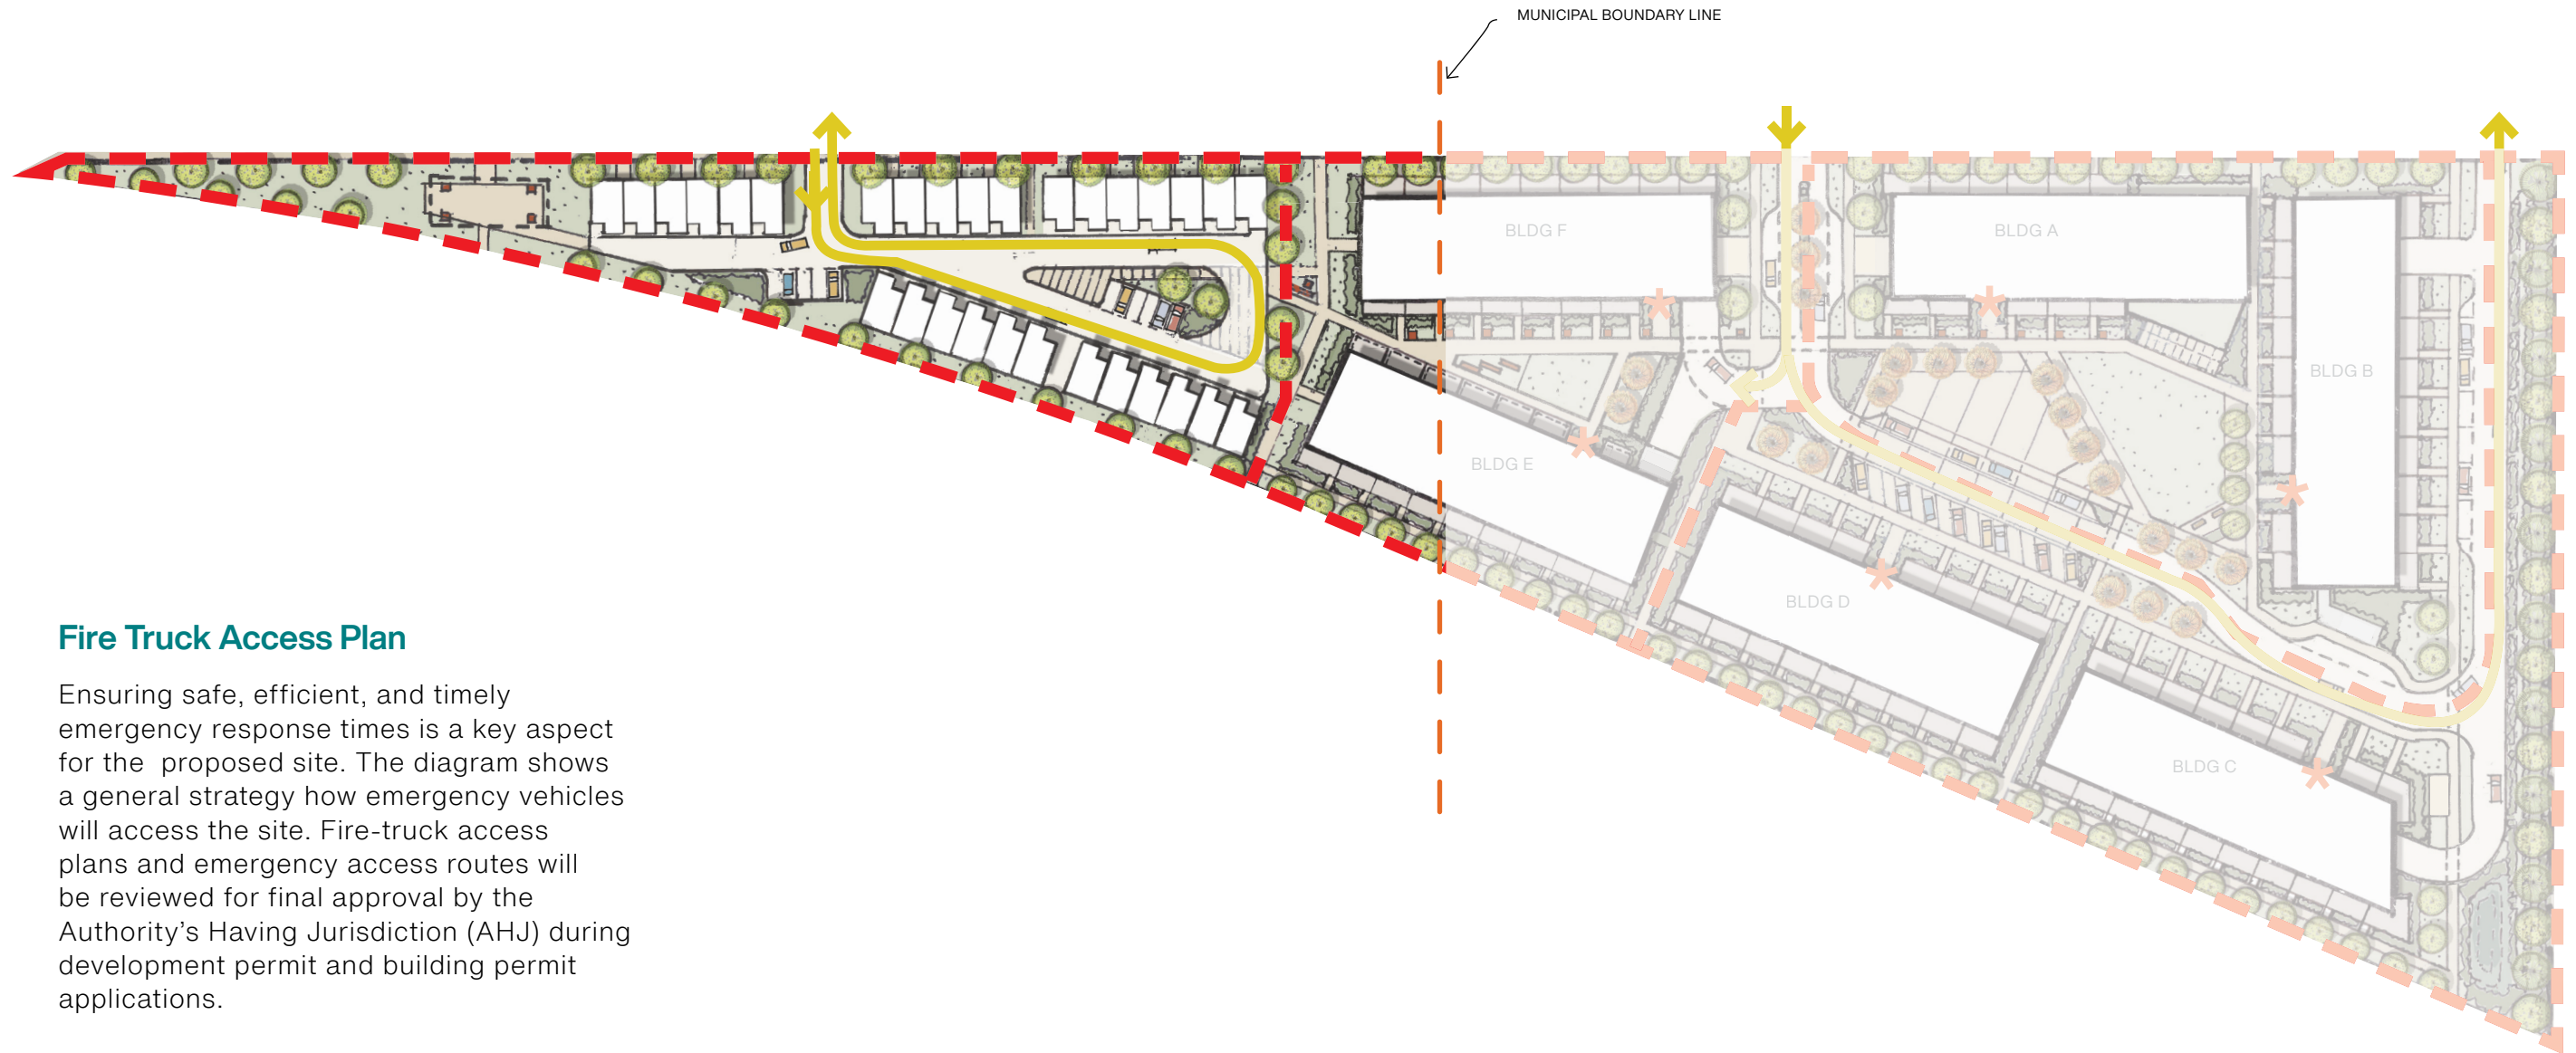 MUNICIPAL BOUNDARY LINE
BLDG F
BLDG A
BLDG B
BLDG E
BLDG D
BLDG C
Fire Truck Access Plan
Ensuring safe, efficient, and timely
emergency response times is a key aspect
for the  proposed site. The diagram shows
a general strategy how emergency vehicles
will access the site. Fire-truck access
plans and emergency access routes will
be reviewed for final approval by the
Authority’s Having Jurisdiction (AHJ) during
development permit and building permit
applications.